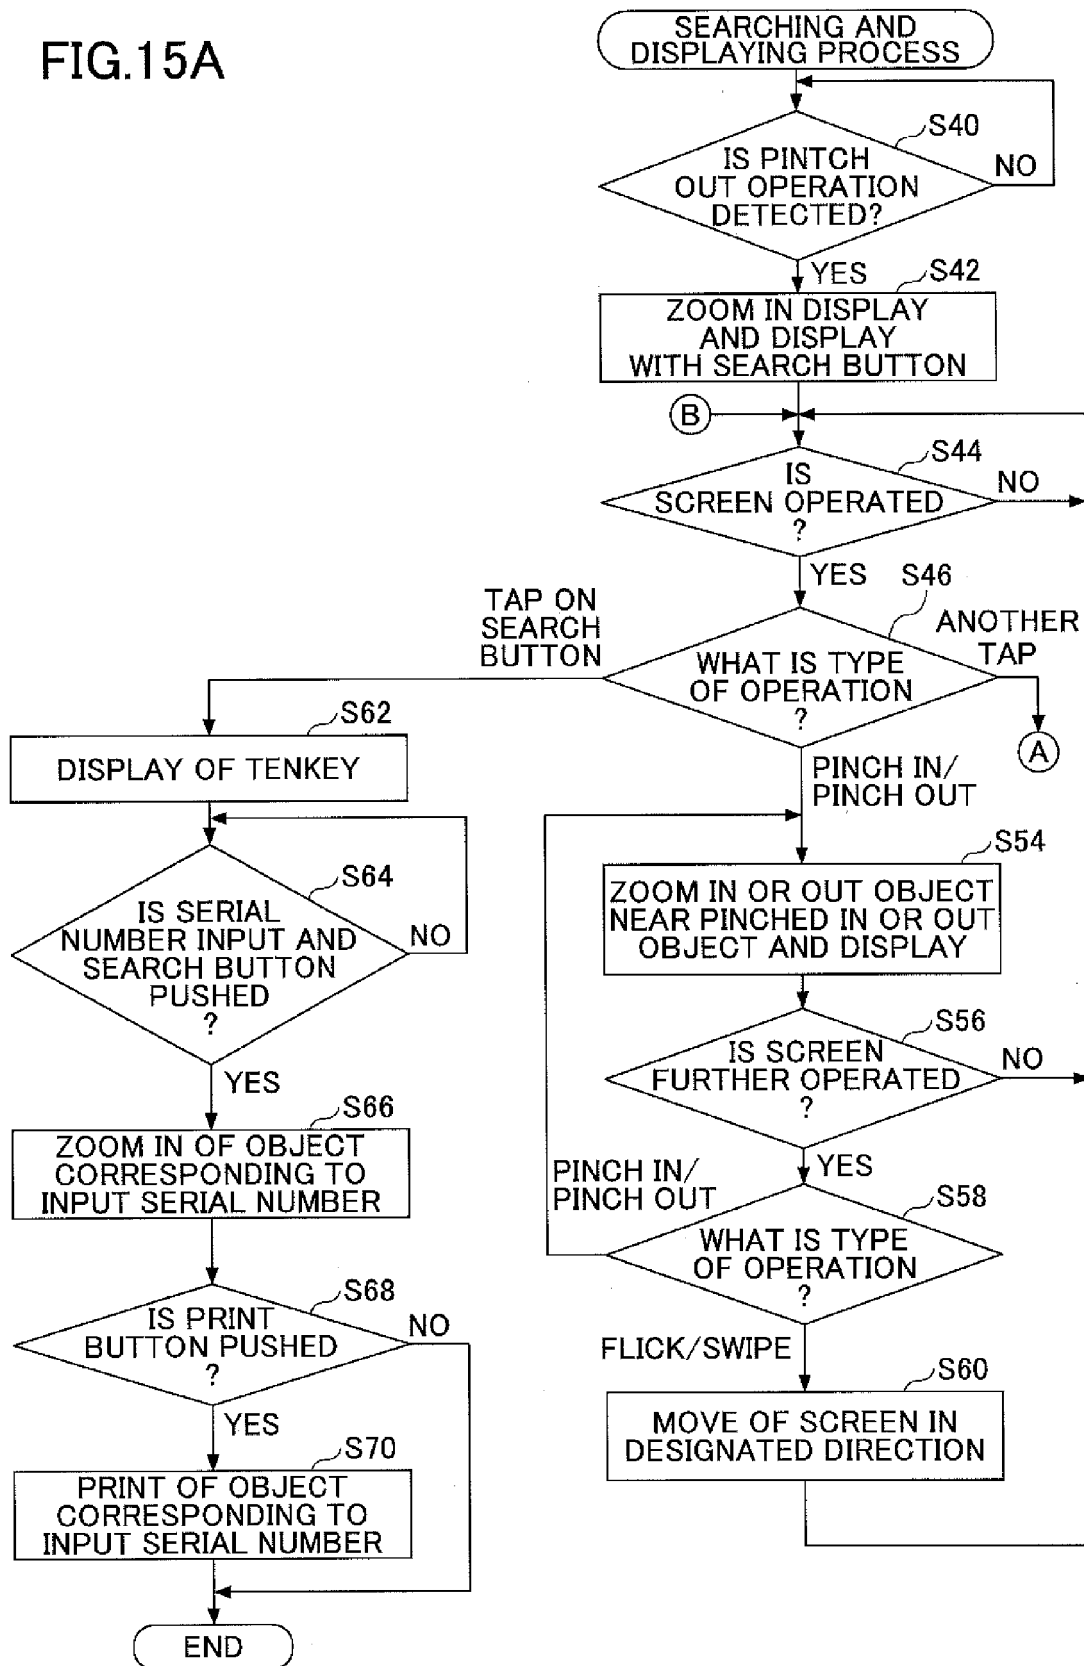 FIG.15A
SEARCHING AND
DISPLAYING PROCESS
S40
IS PINTCH
OUT OPERATION
DETECTED?
NO
YES
S42
ZOOM IN DISPLAY
AND DISPLAY
WITH SEARCH BUTTON
B
S44
IS
SCREEN OPERATED
?
NO
YES
S46
TAP ON
SEARCH
BUTTON
WHAT IS TYPE
OF OPERATION
?
ANOTHER
TAP
A
PINCH IN/
PINCH OUT
S62
DISPLAY OF TENKEY
S64
IS SERIAL
NUMBER INPUT AND
SEARCH BUTTON
PUSHED
?
NO
YES
S66
ZOOM IN OF OBJECT
CORRESPONDING TO
INPUT SERIAL NUMBER
S68
IS PRINT
BUTTON PUSHED
?
NO
YES
S70
PRINT OF OBJECT
CORRESPONDING TO
INPUT SERIAL NUMBER
END
S54
ZOOM IN OR OUT OBJECT
NEAR PINCHED IN OR OUT
OBJECT AND DISPLAY
S56
IS SCREEN
FURTHER OPERATED
?
NO
YES
PINCH IN/
PINCH OUT
S58
WHAT IS TYPE
OF OPERATION
?
FLICK/SWIPE
S60
MOVE OF SCREEN IN
DESIGNATED DIRECTION